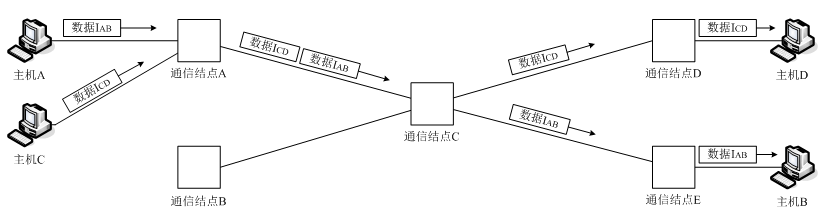 数据IAB
主机A
通信结点A
数据ICD
主机C
数据ICD
数据IAB
通信结点B
通信结点C
数据ICD
通信结点D
数据ICD
主机D
数据IAB
通信结点E
数据IAB
主机B